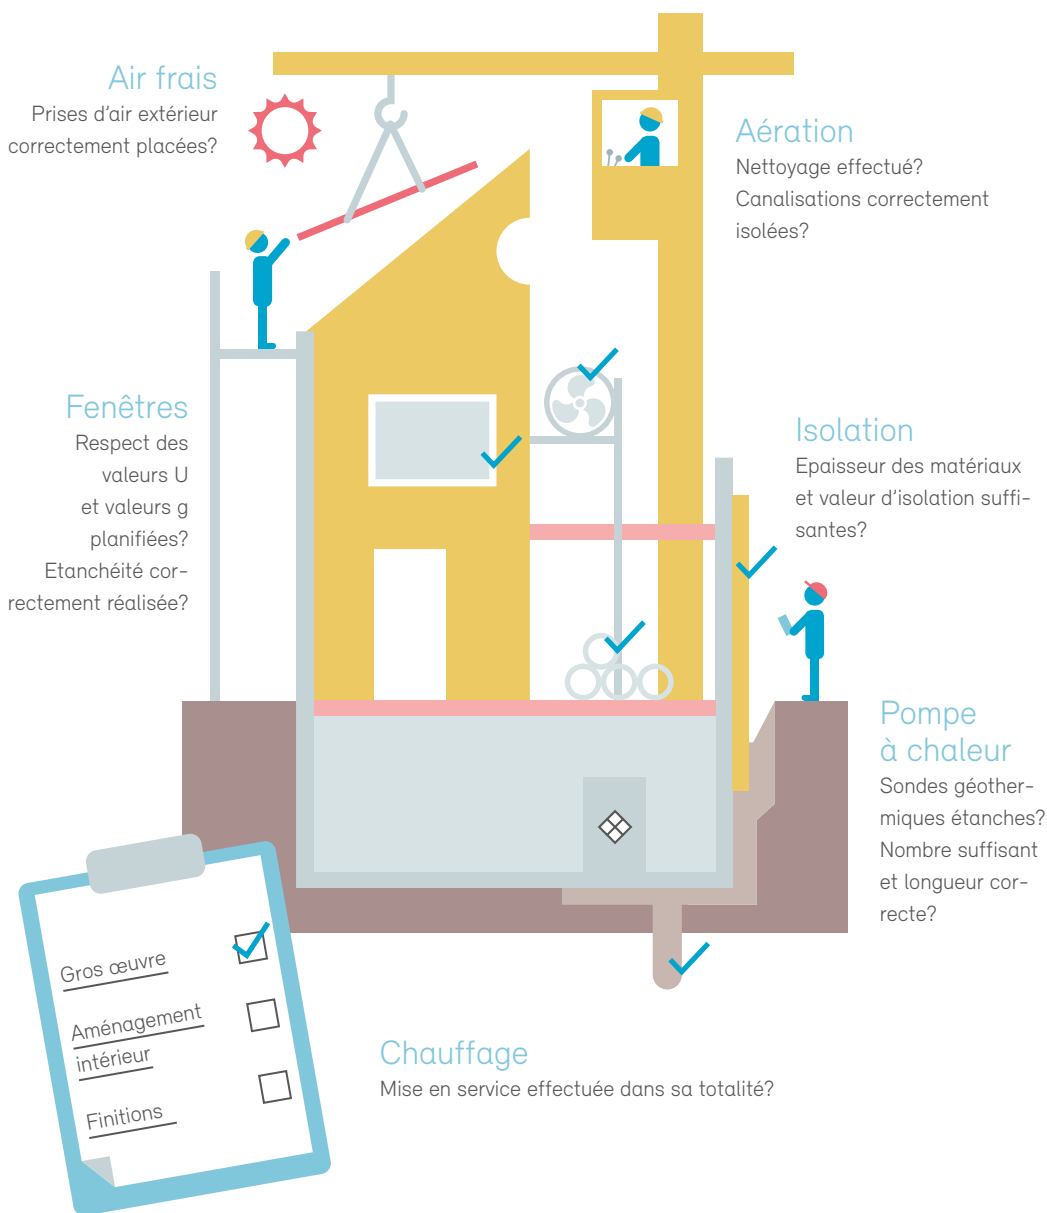 Air frais
Prises d’air extérieur
correctement placées?
Aération
Nettoyage effectué?
Canalisations correctement
isolées?
Fenêtres
Respect des
valeurs U
et valeurs g
planifiées?
Etanchéité cor-
rectement réalisée?
Isolation
Epaisseur des matériaux
et valeur d’isolation suffi-
santes?
Pompe
à chaleur
Sondes géother-
miques étanches?
Nombre suffisant
et longueur cor-
recte?
Gros œuvre
Aménagement
intérieur
Finitions
Chauffage
Mise en service effectuée dans sa totalité?